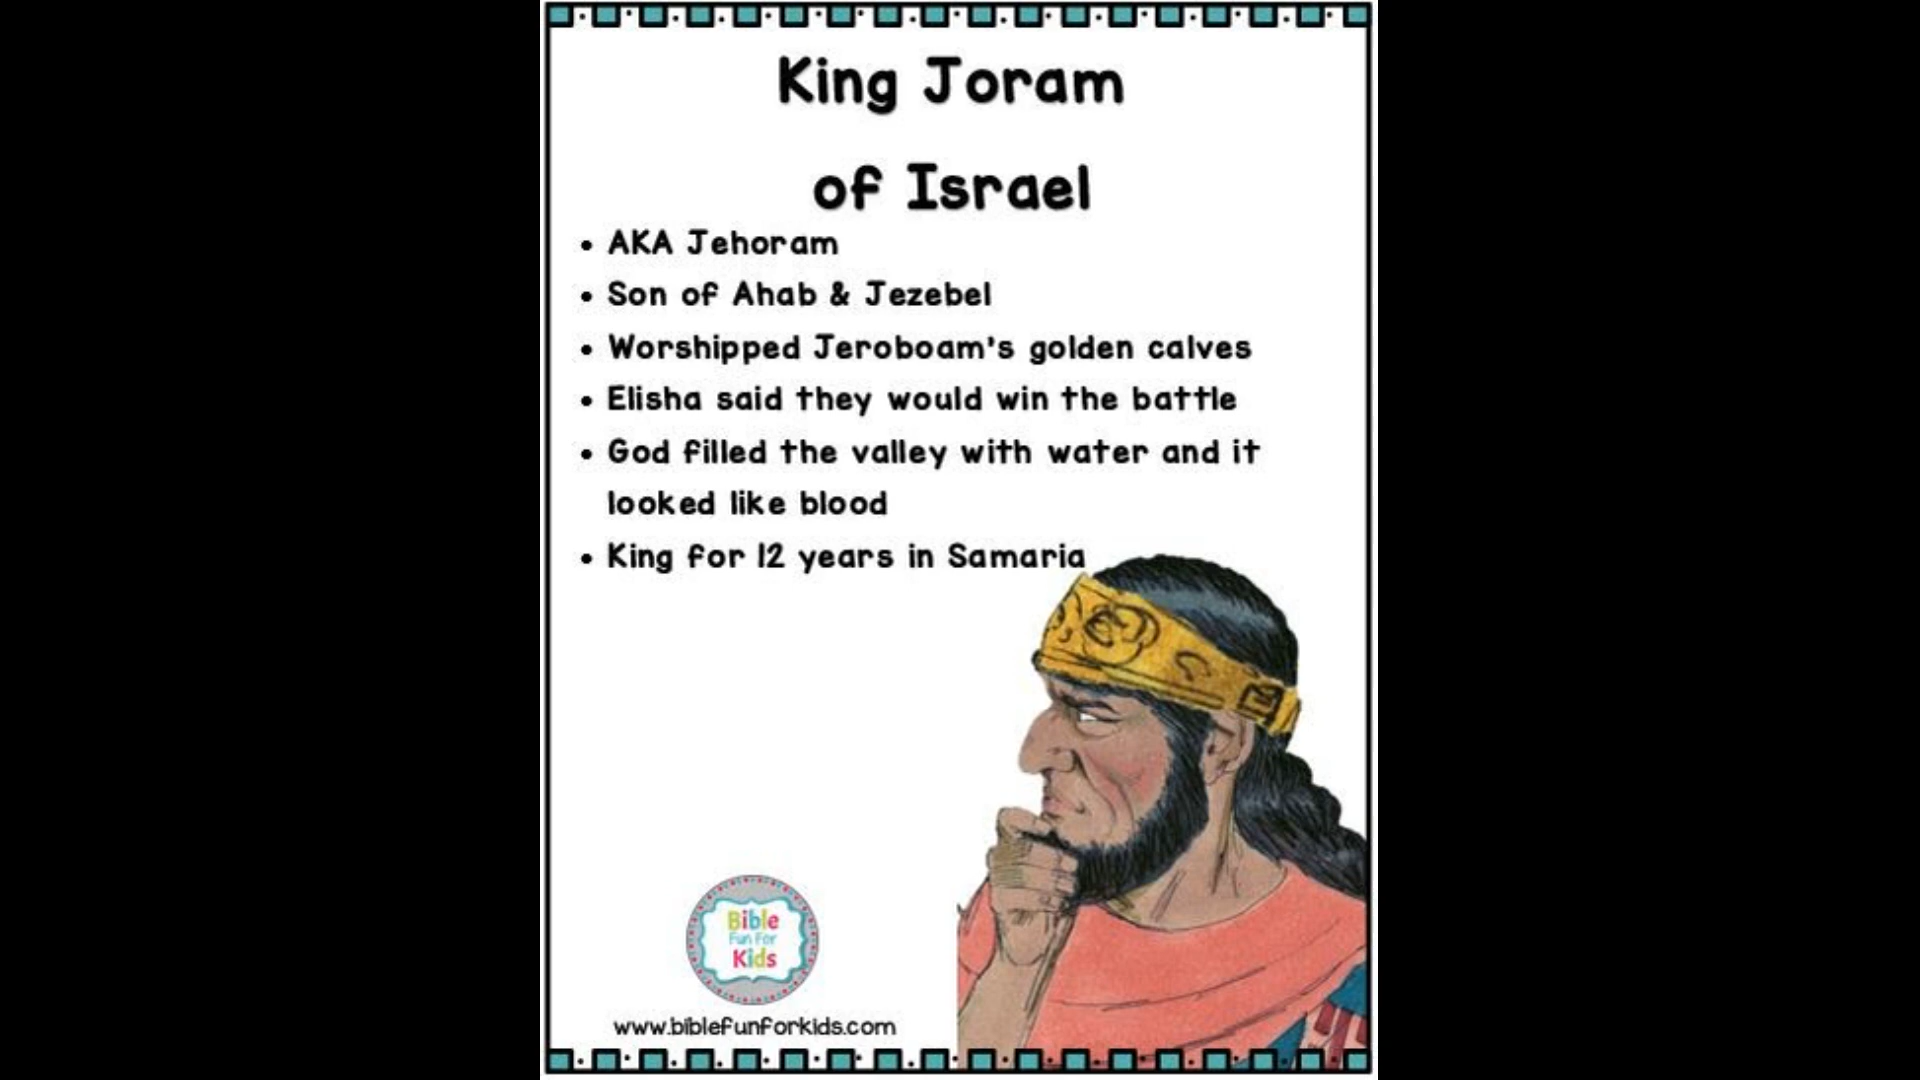 King Joram
of Israel
• AKA Jehoram
• Son of Ahab & Jezebel
• Worshipped Jeroboam's golden calves
• Elisha said they would win the battle
• God filled the valley with water and it
looked like blood
• King for 12 years in Samaria
Bible
Fun For
Kids
www.biblefunforkids.com